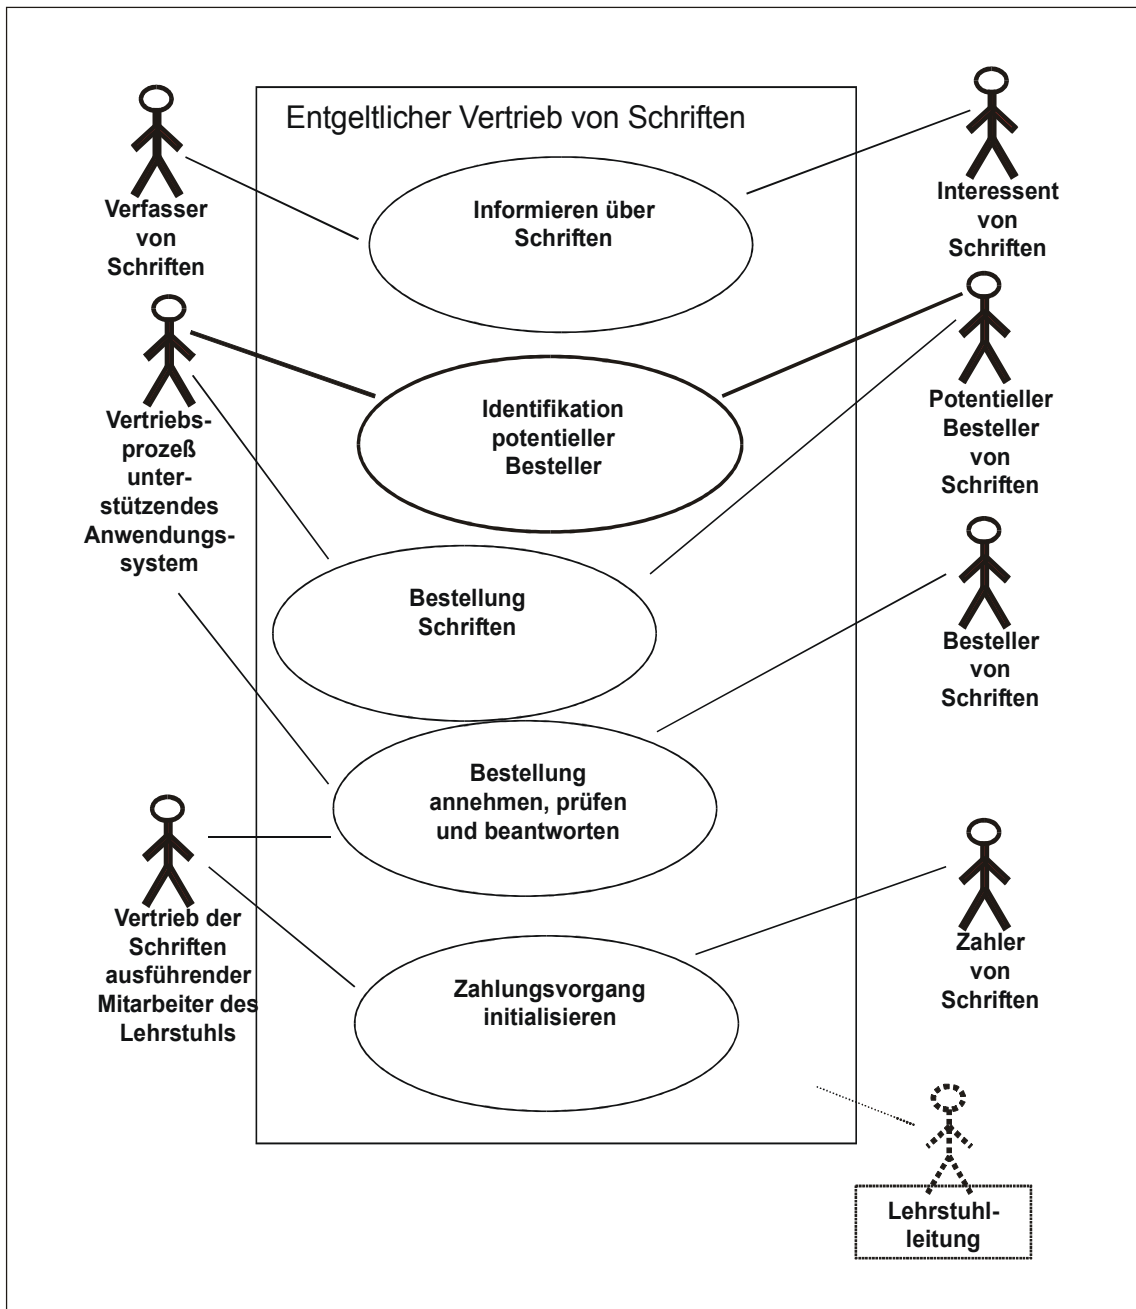 Entgeltlicher Vertrieb von Schriften
Verfasser
von
Schriften
Informieren über
Schriften
Interessent
von
Schriften
Vertriebs-
prozeß
unter-
stützendes
Anwendungs-
system
Identifikation
potentieller
Besteller
Potentieller
Besteller
von
Schriften
Bestellung
Schriften
Besteller
von
Schriften
Bestellung
annehmen, prüfen
und beantworten
Vertrieb der
Schriften
ausführender
Mitarbeiter des
Lehrstuhls
Zahlungsvorgang
initialisieren
Zahler
von
Schriften
Lehrstuhl-
leitung